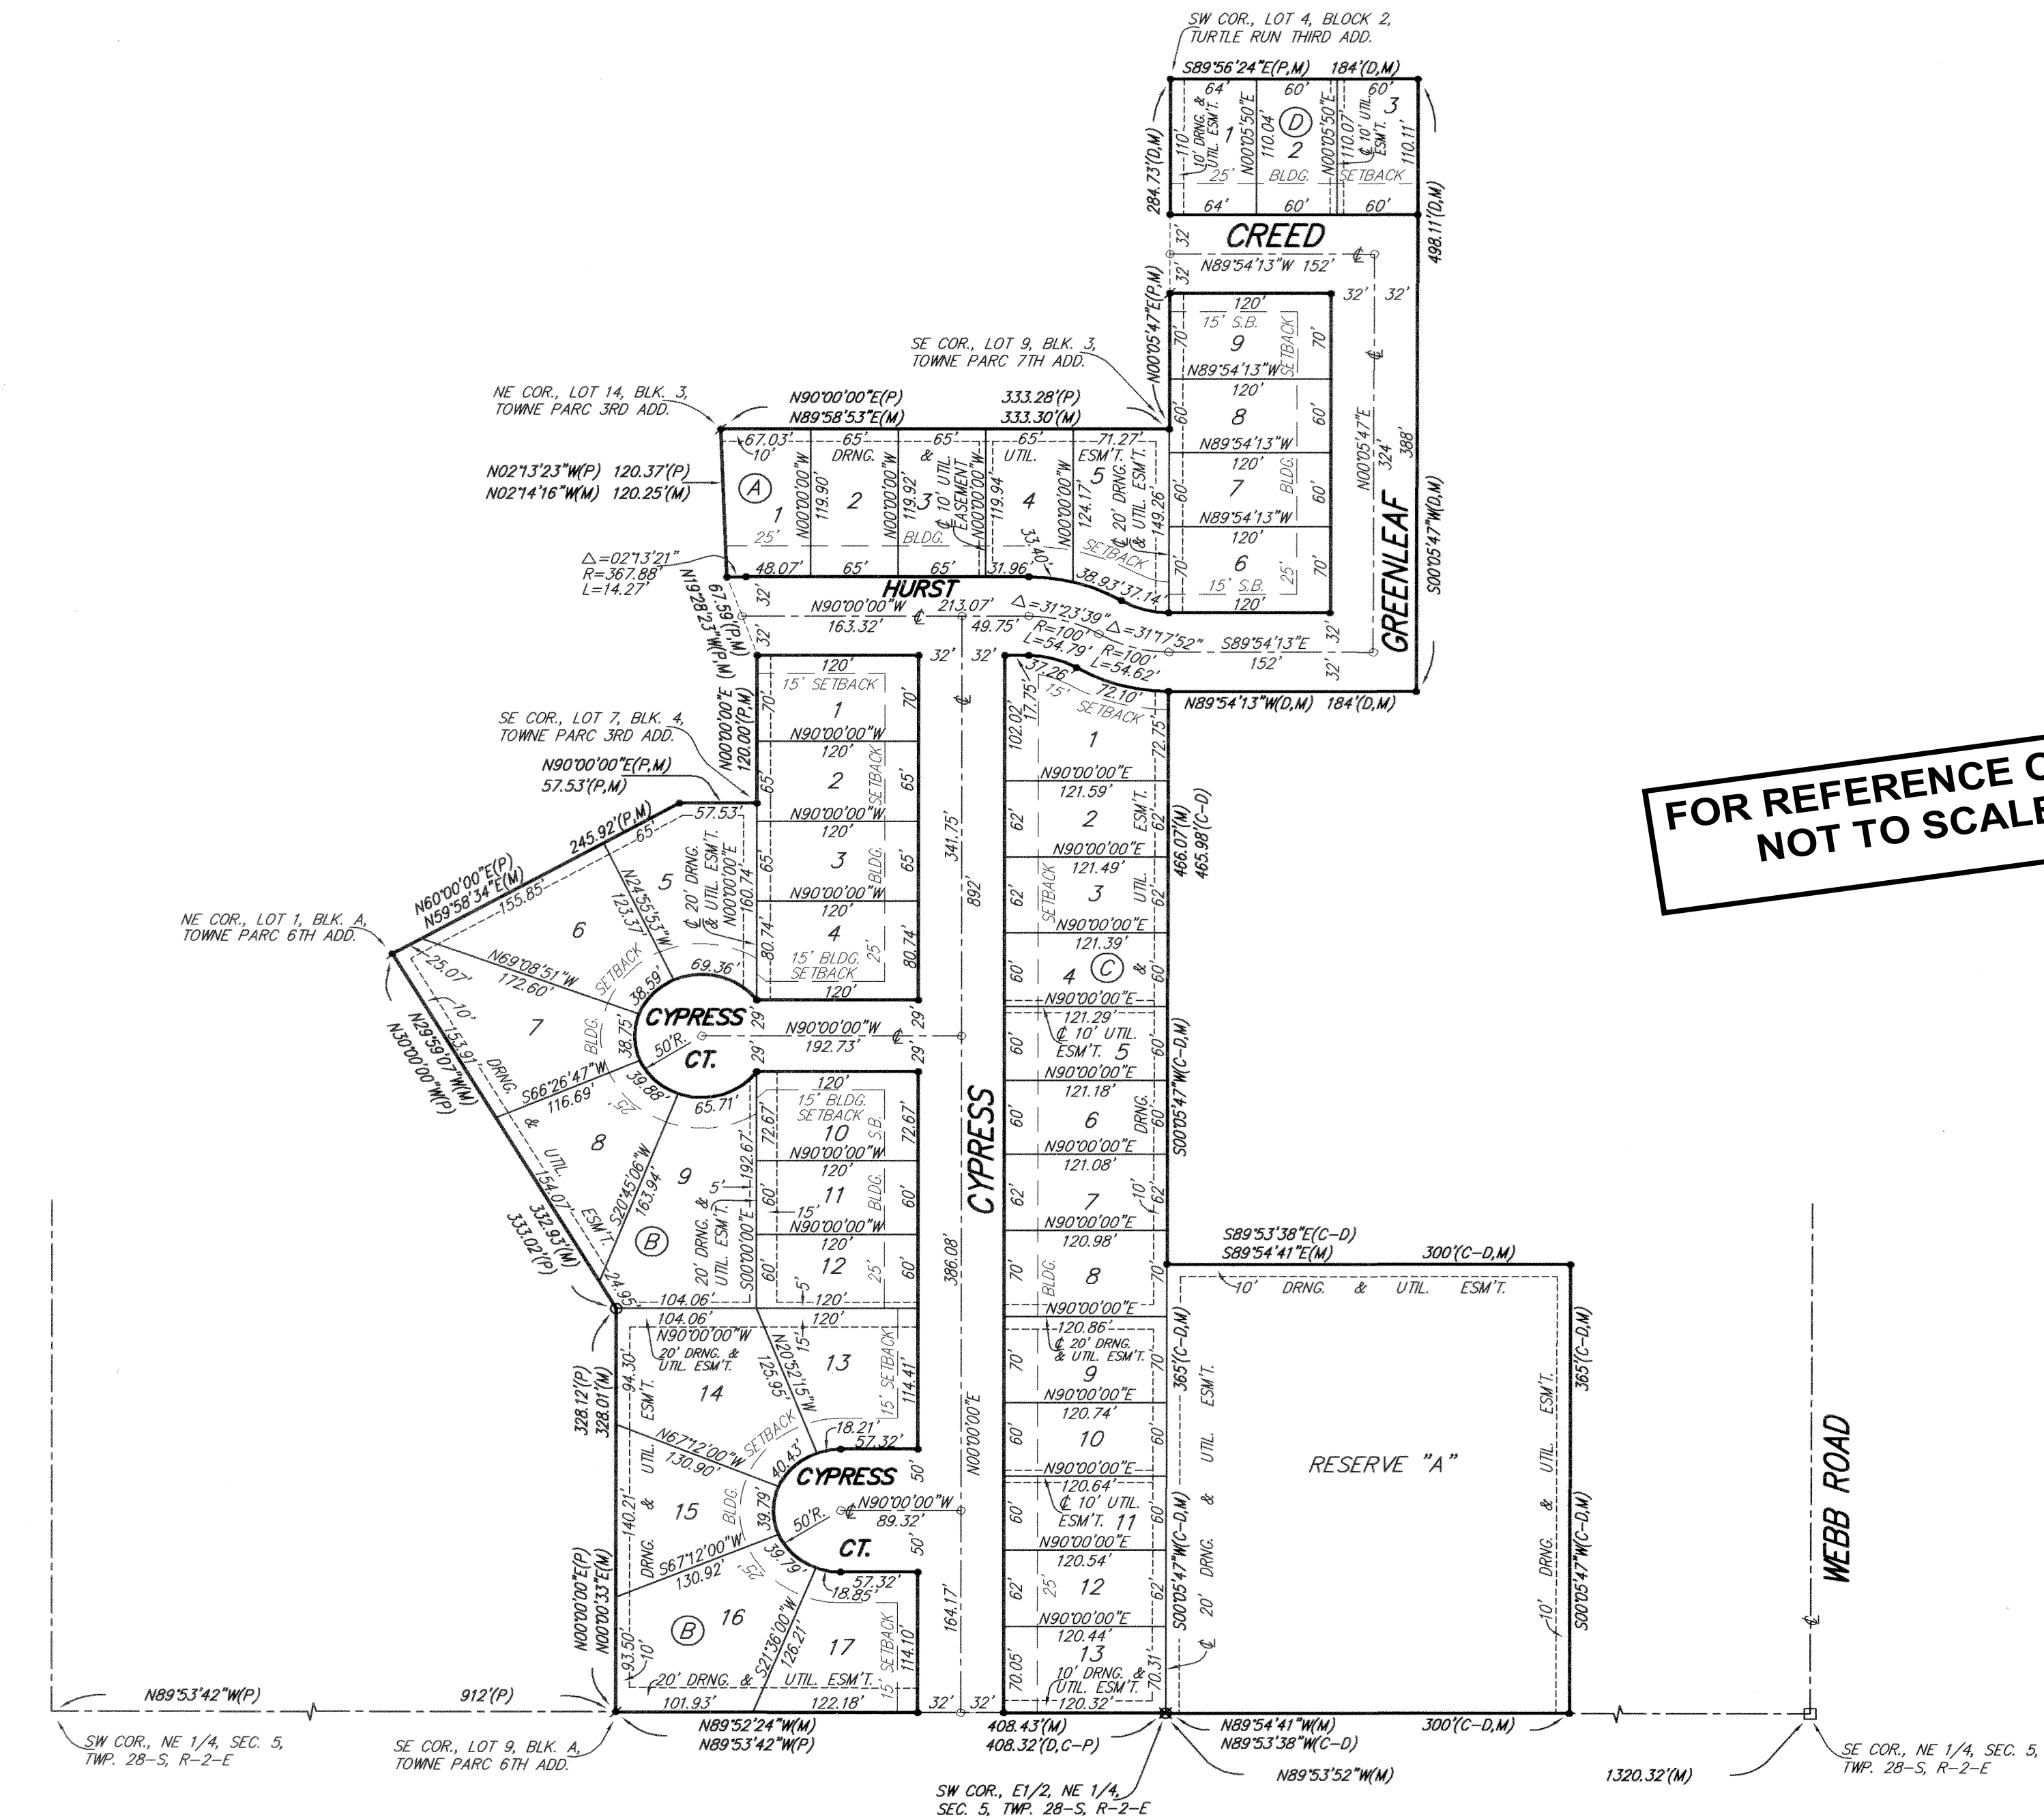 SW COR., LOT 4, BLOCK 2,
TURTLE RUN THIRD ADD.
S89°56'24"E(P,M) 184'(D,M)
64' 60' 60'
10' DRNG. &
UTIL. ESM'T.
110'
1
N00°05'50"E
110.04'
D
2
N00°05'50"E
110.07'
℄ 10' UTIL.
ESM'T.
3
110.11'
25' BLDG. SETBACK
64' 60' 60'
284.73'(D,M)
498.11'(D,M)
32'
CREED
N89°54'13"W 152' ℄
32'
N00°05'47"E(P,M)
32' 32'
120'
15' S.B.
70' 9 70'
SETBACK
N89°54'13"W
120'
60' 8 60'
N89°54'13"W
120'
60' 7 60'
BLDG.
N89°54'13"W
120'
70' 6 70'
15' S.B. 25'
120'
℄
N00°05'47"E
324'
388'
GREENLEAF
S00°05'47"W(D,M)
SE COR., LOT 9, BLK. 3,
TOWNE PARC 7TH ADD.
NE COR., LOT 14, BLK. 3,
TOWNE PARC 3RD ADD.
N90°00'00"E(P) 333.28'(P)
N89°58'53"E(M) 333.30'(M)
67.03' 65' 65' 65' 71.27'
10' DRNG. & UTIL. ESM'T.
N02°13'23"W(P) 120.37'(P)
N02°14'16"W(M) 120.25'(M)
A
1
N00°00'00"W
119.90'
2
N00°00'00"W
119.92'
3
℄ 10' UTIL.
EASEMENT
N00°00'00"W
119.94'
4
N00°00'00"W
124.17'
5
℄ 20' DRNG.
& UTIL. ESM'T.
149.26'
25' BLDG. SETBACK
33.40'
△=02°13'21"
R=367.88'
L=14.27'
48.07' 65' 65' 31.96' 38.93' 37.14'
HURST
N19°28'23"W(P,M)
67.59'(P,M)
32'
32'
N90°00'00"W ℄ 213.07'
163.32' 49.75'
△=31°23'39"
R=100'
L=54.79'
△=31°17'52"
R=100'
L=54.62'
S89°54'13"E
152'
32'
32'
N89°54'13"W(D,M) 184'(D,M)
32' 32'
37.26'
72.10'
15' SETBACK
17.75'
102.02'
1
72.75'
N00°00'00"E (P,M)
120.00'(P,M)
120'
15' SETBACK
70' 1 70'
N90°00'00"W
120'
65' 2 65'
SETBACK
N90°00'00"W
120'
65' 3 65'
BLDG.
N90°00'00"W
120'
80.74' 4 80.74'
15' BLDG.
SETBACK 25'
120'
SE COR., LOT 7, BLK. 4,
TOWNE PARC 3RD ADD.
N90°00'00"E(P,M)
57.53'(P,M)
57.53'
245.92'(P,M)
65'
N60°00'00"E(P)
N59°58'34"E(M)
155.85'
NE COR., LOT 1, BLK. A,
TOWNE PARC 6TH ADD.
5
℄ 20' DRNG.
& UTIL. ESM'T.
N00°00'00"E
160.74'
N24°55'53"W
123.37'
6
N69°08'51"W
172.60'
SETBACK
69.36'
38.59'
25.07'
10'
7
38.75'
BLDG.
CYPRESS
50'R.
CT.
29'
29'
N90°00'00"W ℄
192.73'
29'
29'
N29°59'07"W(M)
N30°00'00"W(P)
153.91'
DRNG.
&
UTIL.
ESM'T.
S66°26'47"W
116.69'
39.88'
25'
65.71'
8
154.07'
S20°45'06"W
163.94'
9
B
332.93'(M)
333.02'(P)
24.95'
5'
192.67'
20' DRNG. &
UTIL. ESM'T.
S00°00'00"E
120'
15' BLDG.
SETBACK
72.67' 10 72.67'
S.B.
N90°00'00"W
120'
60' 11 60'
15' BLDG.
N90°00'00"W
120'
60' 12 60'
25'
5'
104.06' 120'
104.06' 120'
N90°00'00"W
20' DRNG. &
UTIL. ESM'T.
15'
N20°52'15"W
125.95'
13
15' SETBACK
114.41'
328.12'(P)
328.01'(M)
94.30'
14
DRNG. & UTIL. ESM'T.
N67°12'00"W
130.90'
SETBACK
40.43'
18.21'
57.32'
CYPRESS
50'R.
CT.
℄ N90°00'00"W
89.32'
50'
50'
140.21'
15
BLDG.
39.79'
S67°12'00"W
130.92'
39.79'
25'
57.32'
18.85'
16
B
S21°36'00"W
126.21'
17
15' SETBACK
114.10'
N00°00'00"E(P)
N00°00'33"E(M)
93.50'
10'
20' DRNG. & UTIL. ESM'T.
101.93' 122.18' 32' 32'
℄
341.75'
892'
386.08'
CYPRESS
N00°00'00"E
164.17'
N90°00'00"E
121.59'
62' 2 62'
N90°00'00"E
121.49'
62' 3 62'
SETBACK
UTIL. ESM'T.
N90°00'00"E
121.39'
60' 4 C & 60'
N90°00'00"E
121.29'
℄ 10' UTIL.
ESM'T. 5
60' 60'
N90°00'00"E
121.18'
60' 6 60'
DRNG.
N90°00'00"E
121.08'
62' 7 62'
10'
N90°00'00"E
120.98'
70' 8 70'
BLDG.
N90°00'00"E
120.86'
℄ 20' DRNG.
& UTIL. ESM'T.
70' 9 70'
N90°00'00"E
120.74'
60' 10 60'
N90°00'00"E
120.64'
℄ 10' UTIL.
ESM'T. 11
60' 60'
N90°00'00"E
120.54'
62' 25' 12 62'
N90°00'00"E
120.44'
70.05' 13 70.31'
10' DRNG. &
UTIL. ESM'T.
120.32'
466.07'(M)
465.98'(C-D)
S00°05'47"W(C-D,M)
FOR REFERENCE O
NOT TO SCALE
S89°53'38"E(C-D)
S89°54'41"E(M) 300'(C-D,M)
10' DRNG. & UTIL. ESM'T.
365'(C-D,M)
S00°05'47"W(C-D,M)
℄ 20' DRNG. & UTIL. ESM'T.
RESERVE "A"
10' DRNG. & UTIL. ESM'T.
365'(C-D,M)
S00°05'47"W(C-D,M)
WEBB ROAD
℄
N89°53'42"W(P) 912'(P)
SW COR., NE 1/4, SEC. 5,
TWP. 28-S, R-2-E
SE COR., LOT 9, BLK. A,
TOWNE PARC 6TH ADD.
N89°52'24"W(M) 408.43'(M)
N89°53'42"W(P) 408.32'(D,C-P)
N89°54'41"W(M) 300'(C-D,M)
N89°53'38"W(C-D)
N89°53'52"W(M) 1320.32'(M)
SW COR., E1/2, NE 1/4,
SEC. 5, TWP. 28-S, R-2-E
SE COR., NE 1/4, SEC. 5,
TWP. 28-S, R-2-E